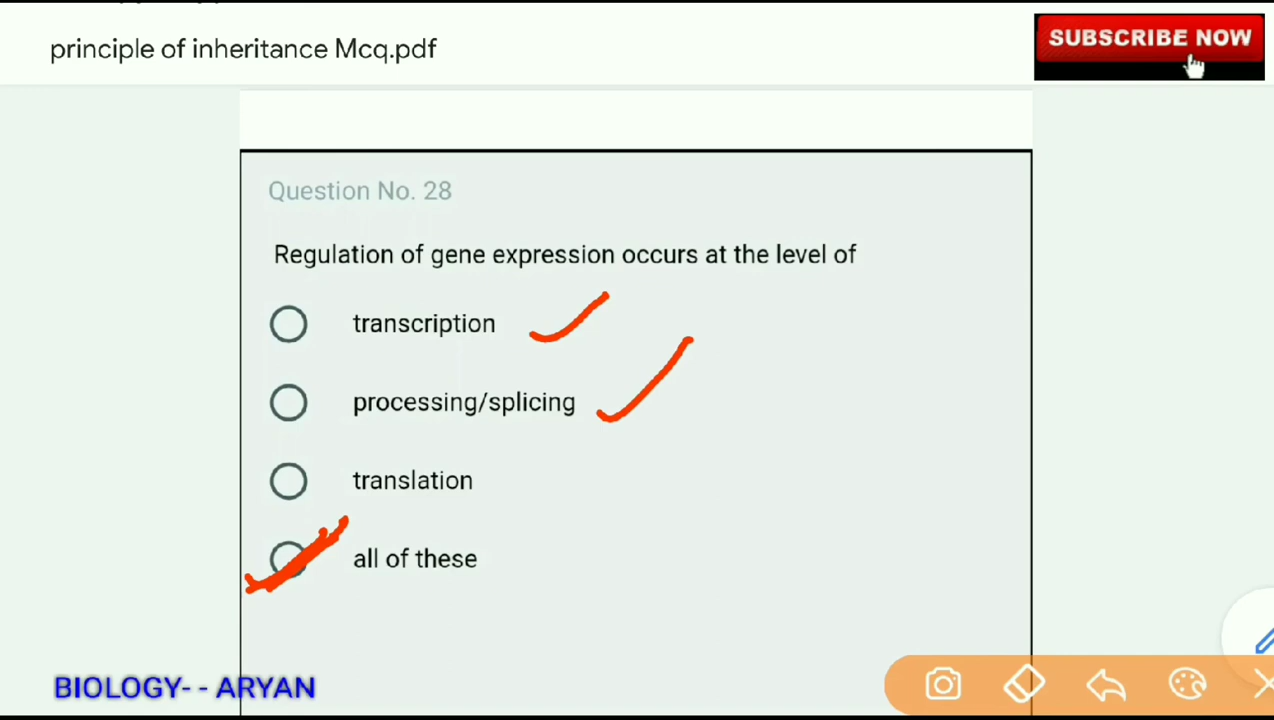 principle of inheritance Mcq.pdf
SUBSCRIBE NOW
Question No. 28
Regulation of gene expression occurs at the level of
transcription
processing/splicing
translation
all of these
BIOLOGY- - ARYAN